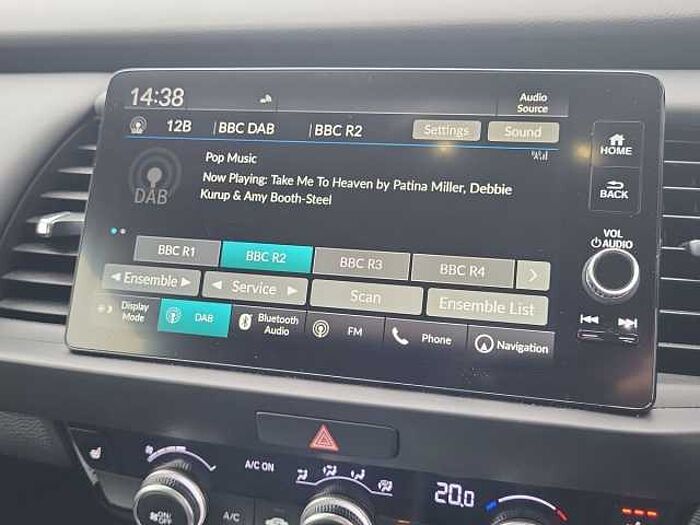 14:38
Audio
Source
12B
BBC DAB
BBC R2
Settings
Sound
HOME
BACK
DAB
Pop Music
Now Playing: Take Me To Heaven by Patina Miller, Debbie
Kurup & Amy Booth-Steel
VOL
AUDIO
BBC R1
BBC R2
BBC R3
BBC R4
Ensemble
Service
Scan
Ensemble List
Display
Mode
DAB
Bluetooth
Audio
FM
Phone
Navigation
A/C ON
20.0
ON/
OFF
A/C